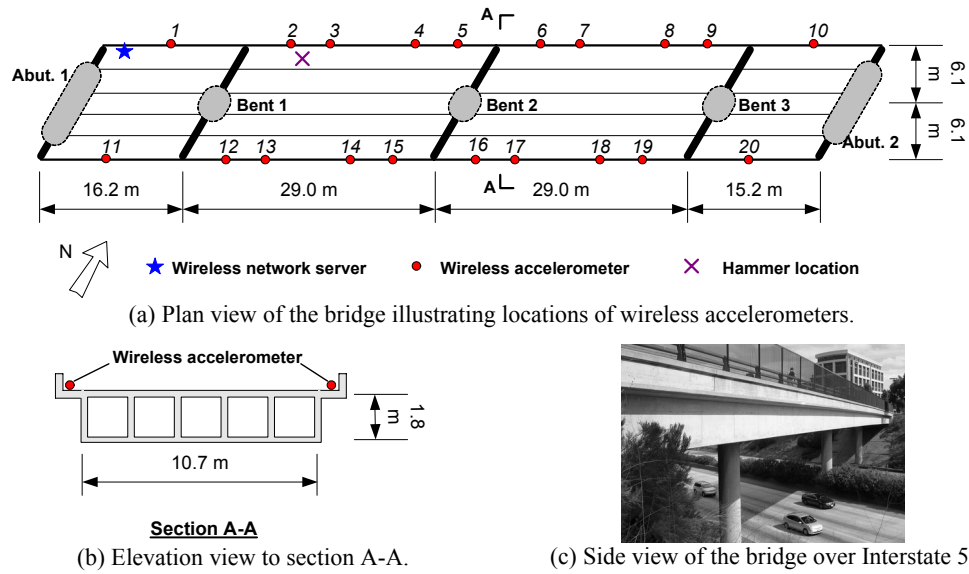 A
1 2 3 4 5 6 7 8 9 10
Abut. 1
Bent 1
Bent 2
Bent 3
Abut. 2
6.1 m
6.1 m
11 12 13 14 15 16 17 18 19 20
A
16.2 m
29.0 m
29.0 m
15.2 m
N
Wireless network server
Wireless accelerometer
Hammer location
(a) Plan view of the bridge illustrating locations of wireless accelerometers.
Wireless accelerometer
1.8 m
10.7 m
Section A-A
(b) Elevation view to section A-A.
(c) Side view of the bridge over Interstate 5